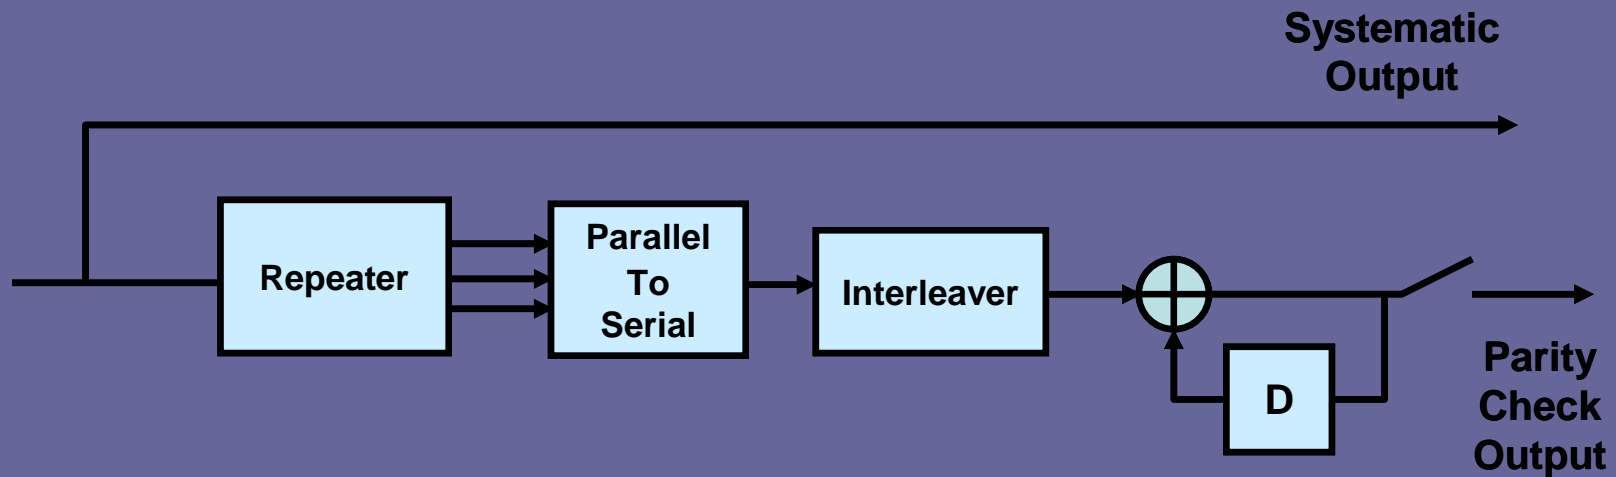 Systematic
Output
Repeater
Parallel
To
Serial
Interleaver
D
Parity
Check
Output